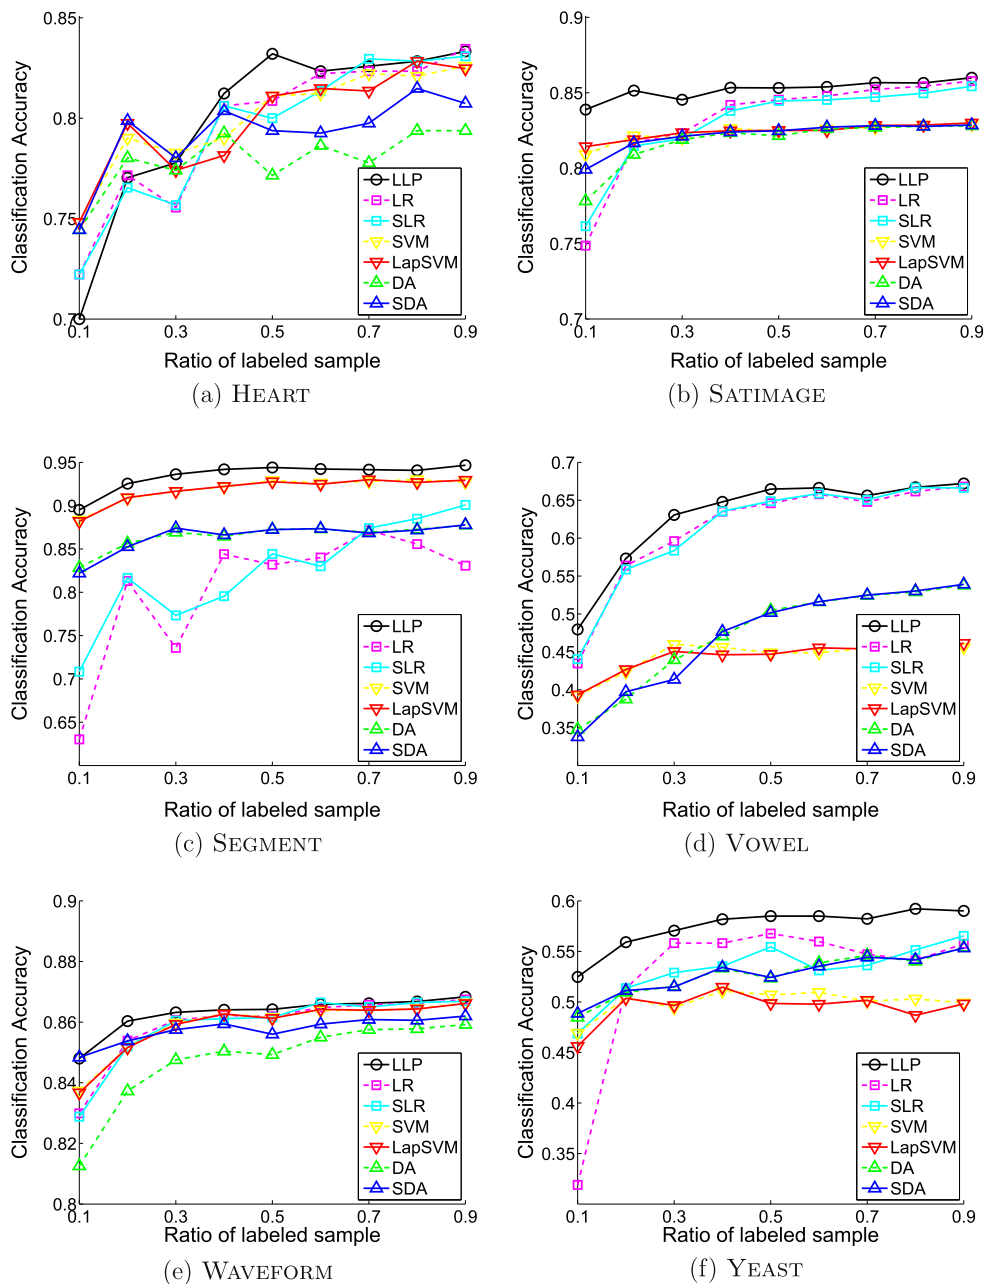 0.85
0.8
0.75
0.7
0.1 0.3 0.5 0.7 0.9
Classification Accuracy
Ratio of labeled sample
LLP
LR
SLR
SVM
LapSVM
DA
SDA
(a) HEART
0.9
0.85
0.8
0.75
0.7
0.1 0.3 0.5 0.7 0.9
Classification Accuracy
Ratio of labeled sample
LLP
LR
SLR
SVM
LapSVM
DA
SDA
(b) SATIMAGE
0.95
0.9
0.85
0.8
0.75
0.7
0.65
0.1 0.3 0.5 0.7 0.9
Classification Accuracy
Ratio of labeled sample
LLP
LR
SLR
SVM
LapSVM
DA
SDA
(c) SEGMENT
0.7
0.65
0.6
0.55
0.5
0.45
0.4
0.35
0.1 0.3 0.5 0.7 0.9
Classification Accuracy
Ratio of labeled sample
LLP
LR
SLR
SVM
LapSVM
DA
SDA
(d) VOWEL
0.9
0.88
0.86
0.84
0.82
0.8
0.1 0.3 0.5 0.7 0.9
Classification Accuracy
Ratio of labeled sample
LLP
LR
SLR
SVM
LapSVM
DA
SDA
(e) WAVEFORM
0.6
0.55
0.5
0.45
0.4
0.35
0.1 0.3 0.5 0.7 0.9
Classification Accuracy
Ratio of labeled sample
LLP
LR
SLR
SVM
LapSVM
DA
SDA
(f) YEAST